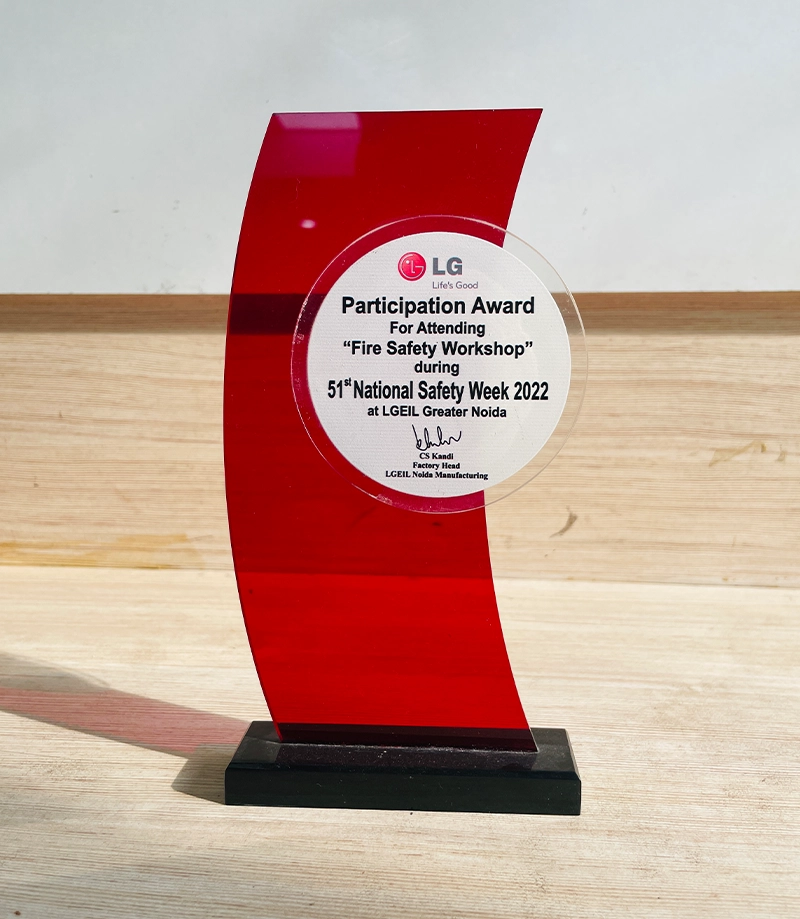 LG
Life's Good
Participation Award
For Attending
“Fire Safety Workshop”
during
51st National Safety Week 2022
at LGEIL Greater Noida
CS Kandi
Factory Head
LGEIL Noida Manufacturing